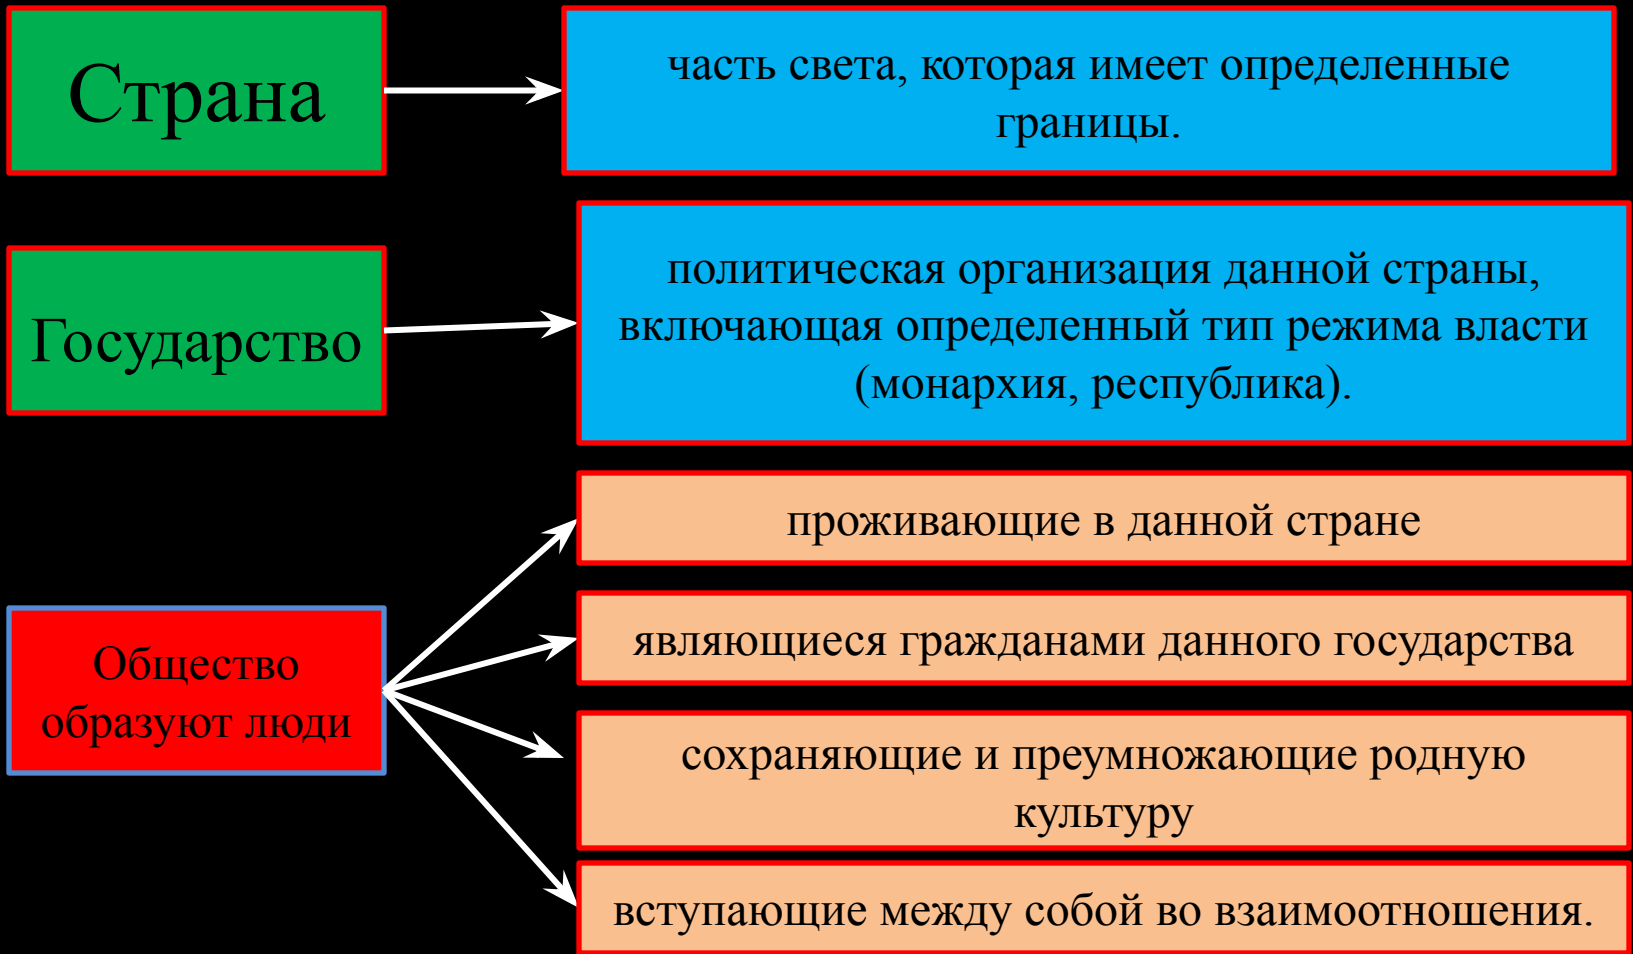 Страна
часть света, которая имеет определенные
границы.
Государство
политическая организация данной страны,
включающая определенный тип режима власти
(монархия, республика).
Общество
образуют люди
проживающие в данной стране
являющиеся гражданами данного государства
сохраняющие и преумножающие родную
культуру
вступающие между собой во взаимоотношения.